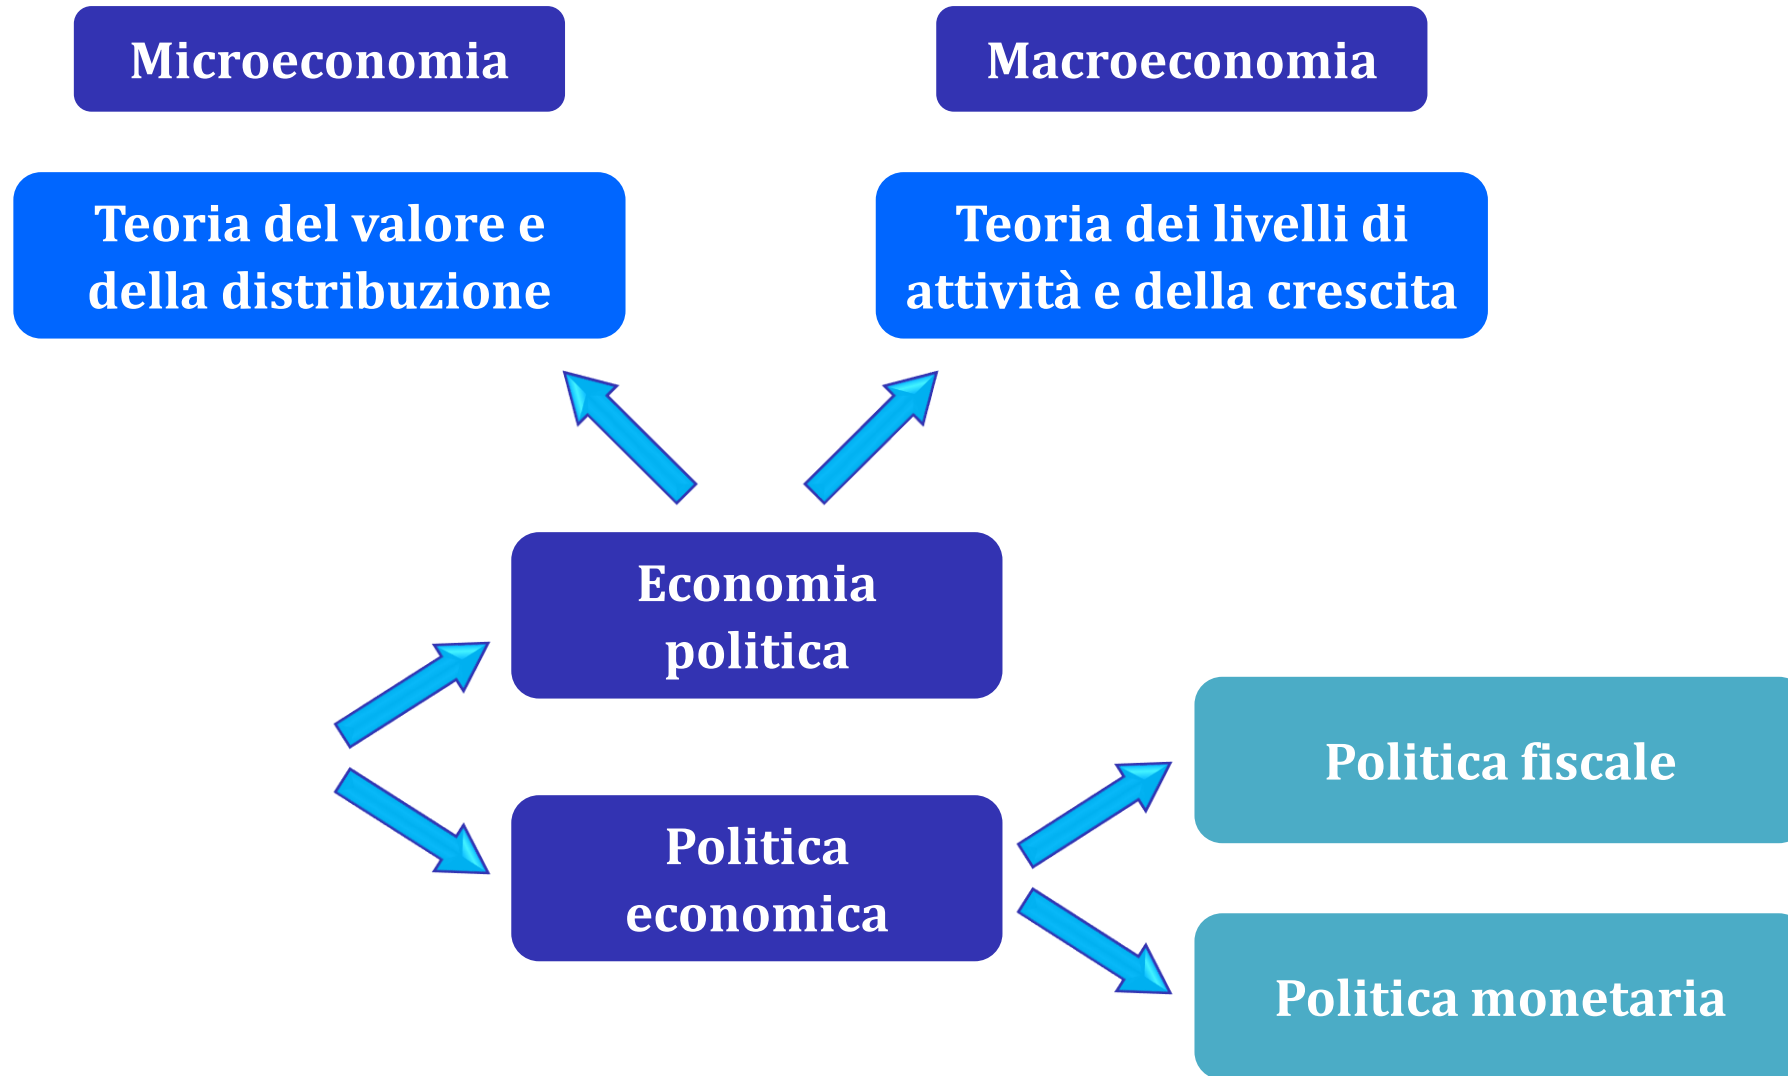 Microeconomia
Macroeconomia
Teoria del valore e
della distribuzione
Teoria dei livelli di
attività e della crescita
Economia
politica
Politica
economica
Politica fiscale
Politica monetaria